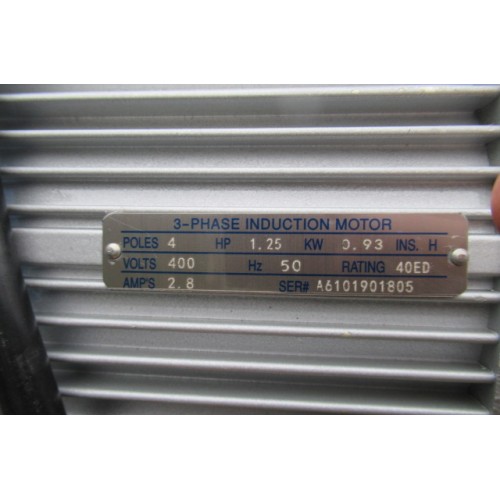 3-PHASE INDUCTION MOTOR
POLES 4 HP 1.25 KW 0.93 INS. H
VOLTS 400 Hz 50 RATING 40ED
AMP'S 2.8 SER# A6101901805